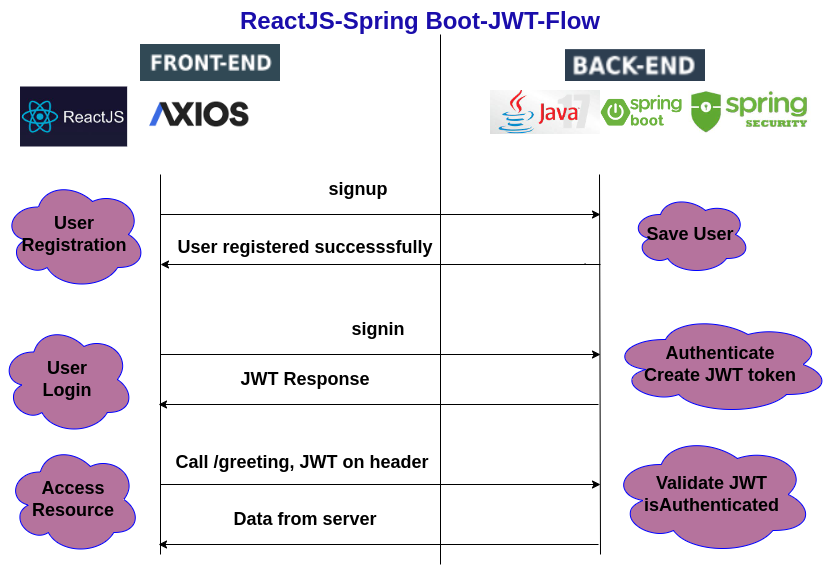 ReactJS-Spring Boot-JWT-Flow
FRONT-END
BACK-END
ReactJS
AXIOS
Java 17
spring
boot
spring
SECURITY
signup
User
Registration
Save User
User registered successsfully
signin
User
Login
Authenticate
Create JWT token
JWT Response
Call /greeting, JWT on header
Access
Resource
Validate JWT
isAuthenticated
Data from server